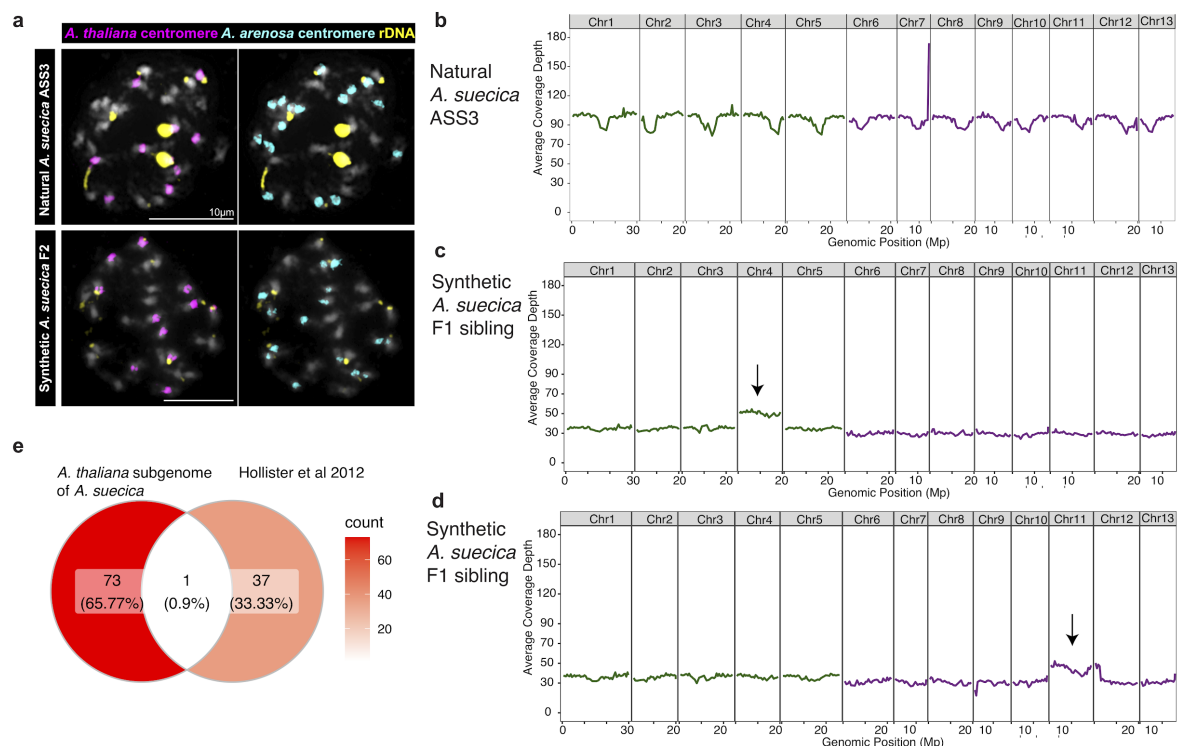 a
A. thaliana centromere A. arenosa centromere rDNA
Natural A. suecica ASS3
10µm
Synthetic A. suecica F2
b
Natural
A. suecica
ASS3
Chr1 Chr2 Chr3 Chr4 Chr5 Chr6 Chr7 Chr8 Chr9 Chr10 Chr11 Chr12 Chr13
Average Coverage Depth
180
150
120
90
70
50
30
0
0 30 20 20 20 20 10 20 10 10 10 20 10
Genomic Position (Mp)
c
Synthetic
A. suecica
F1 sibling
Chr1 Chr2 Chr3 Chr4 Chr5 Chr6 Chr7 Chr8 Chr9 Chr10 Chr11 Chr12 Chr13
Average Coverage Depth
180
150
120
90
70
50
30
0
0 30 20 20 20 20 10 20 10 10 10 20 10
Genomic Position (Mp)
d
Synthetic
A. suecica
F1 sibling
Chr1 Chr2 Chr3 Chr4 Chr5 Chr6 Chr7 Chr8 Chr9 Chr10 Chr11 Chr12 Chr13
Average Coverage Depth
180
150
120
90
70
50
30
0
0 30 20 20 20 20 10 20 10 10 10 20 10
Genomic Position (Mp)
e
A. thaliana subgenome
of A. suecica
Hollister et al 2012
73
(65.77%)
1
(0.9%)
37
(33.33%)
count
60
40
20